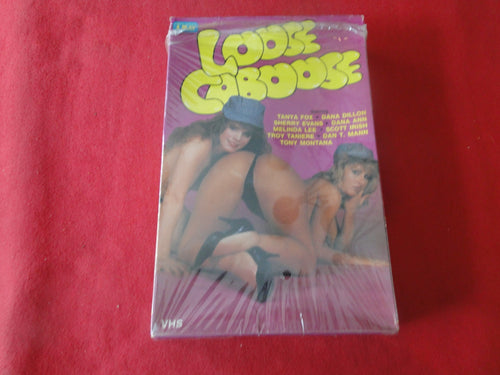 LOOSE
CABOOSE
TANYA FOX • DANA DILLON
SHERRY EVANS • DANA ANN
MELINDA LEE • SCOTT IRISH
TROY TANIERE • DAN T. MANN
TONY MONTANA
VHS